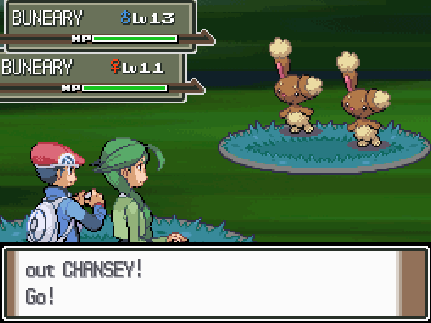 BUNEARY ♂Lv13
HP
BUNEARY ♀Lv11
HP
out CHANSEY!
Go!